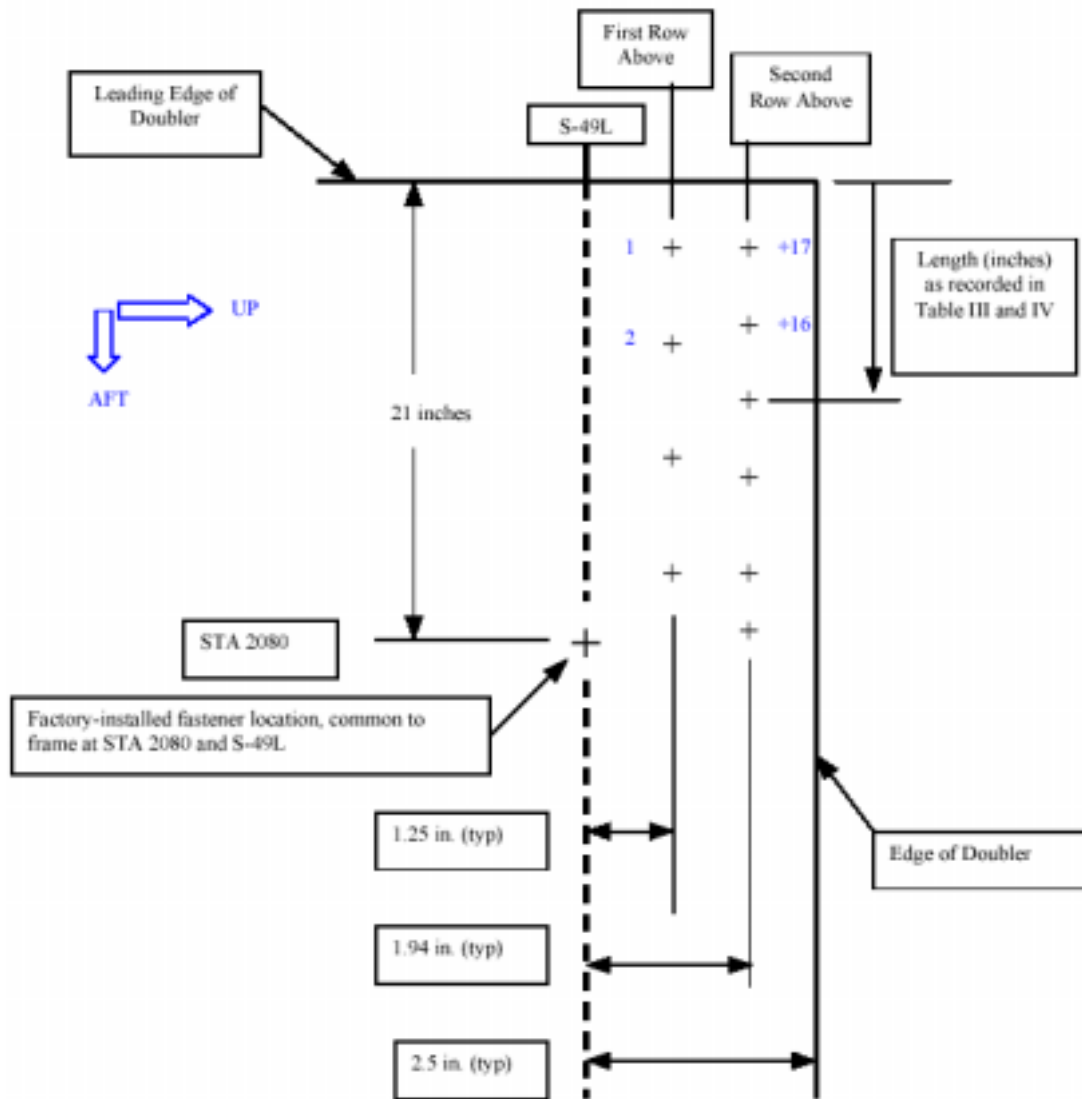 First Row
Above
Second
Row Above
Leading Edge of
Doubler
S-49L
1
+17
Length (inches)
as recorded in
Table III and IV
UP
2
+16
AFT
21 inches
STA 2080
Factory-installed fastener location, common to
frame at STA 2080 and S-49L
1.25 in. (typ)
Edge of Doubler
1.94 in. (typ)
2.5 in. (typ)